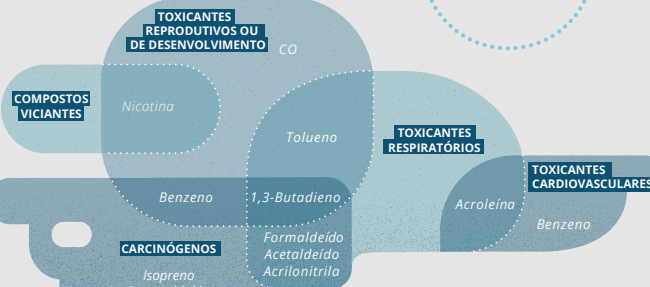 TOXICANTES
REPRODUTIVOS OU
DE DESENVOLVIMENTO
CO
COMPOSTOS
VICIANTES
Nicotina
Tolueno
TOXICANTES
RESPIRATÓRIOS
TOXICANTES
CARDIOVASCULARES
Benzeno
1,3-Butadieno
Acroleína
Benzeno
Formaldeído
Acetaldeído
Acrilonitrila
CARCINÓGENOS
Isopreno